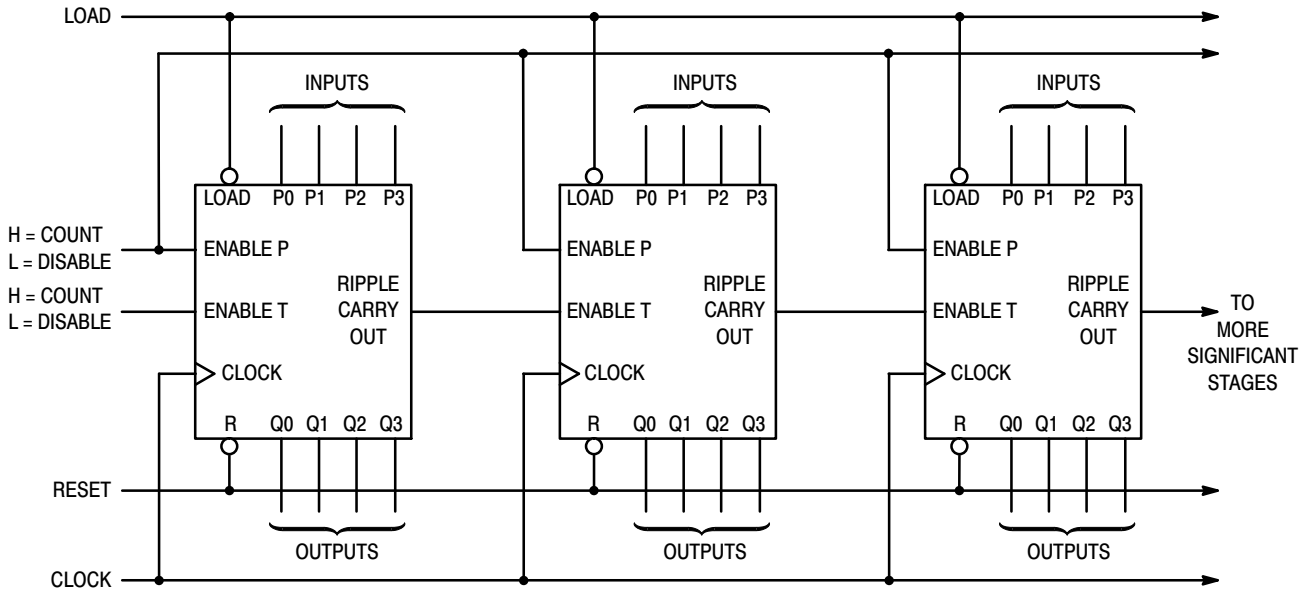 LOAD
INPUTS
INPUTS
INPUTS
LOAD P0 P1 P2 P3
LOAD P0 P1 P2 P3
LOAD P0 P1 P2 P3
H = COUNT
L = DISABLE
ENABLE P
ENABLE P
ENABLE P
H = COUNT
L = DISABLE
ENABLE T
RIPPLE
CARRY
OUT
ENABLE T
RIPPLE
CARRY
OUT
ENABLE T
RIPPLE
CARRY
OUT
TO
MORE
SIGNIFICANT
STAGES
CLOCK
CLOCK
CLOCK
R Q0 Q1 Q2 Q3
R Q0 Q1 Q2 Q3
R Q0 Q1 Q2 Q3
RESET
OUTPUTS
OUTPUTS
OUTPUTS
CLOCK